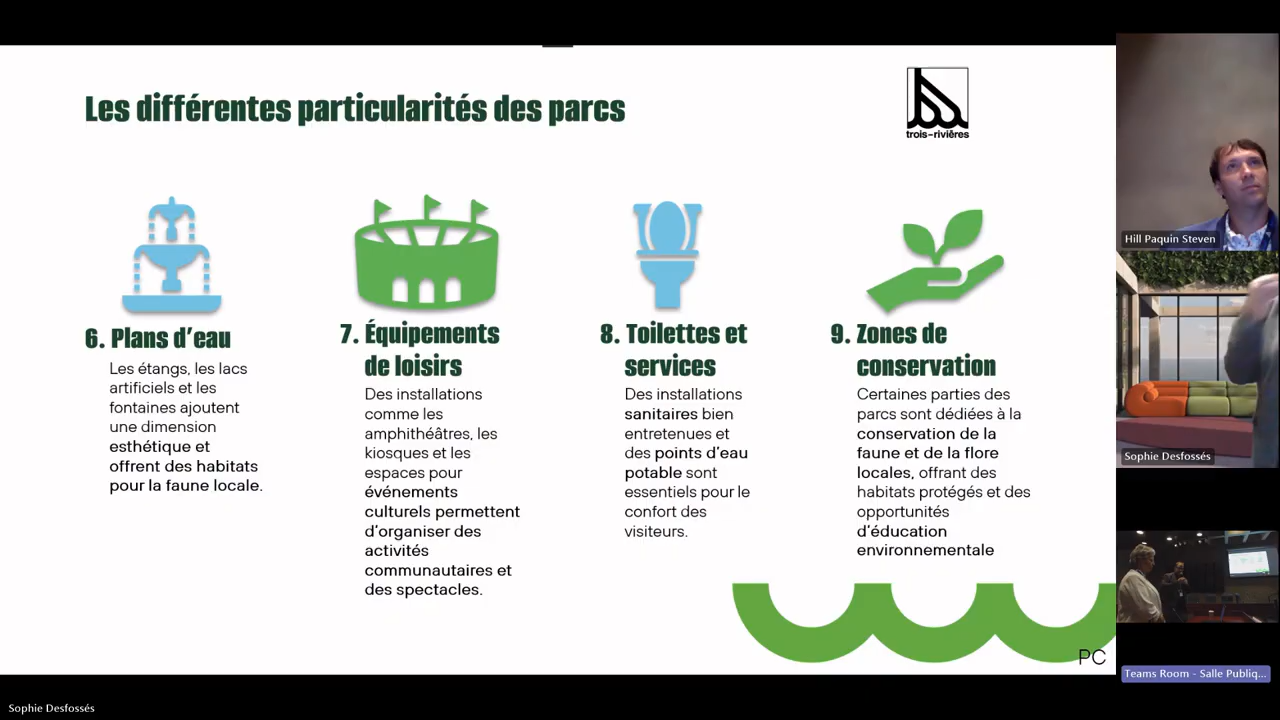 Les différentes particularités des parcs
trois-rivières
6. Plans d'eau
Les étangs, les lacs
artificiels et les
fontaines ajoutent
une dimension
esthétique et
offrent des habitats
pour la faune locale.
7. Équipements
de loisirs
Des installations
comme les
amphithéâtres, les
kiosques et les
espaces pour
événements
culturels permettent
d'organiser des
activités
communautaires et
des spectacles.
8. Toilettes et
services
Des installations
sanitaires bien
entretenues et
des points d'eau
potable sont
essentiels pour le
confort des
visiteurs.
9. Zones de
conservation
Certaines parties des
parcs sont dédiées à la
conservation de la
faune et de la flore
locales, offrant des
habitats protégés et des
opportunités
d'éducation
environnementale
PC
Hill Paquin Steven
Sophie Desfossés
Teams Room - Salle Publiq...
Sophie Desfossés